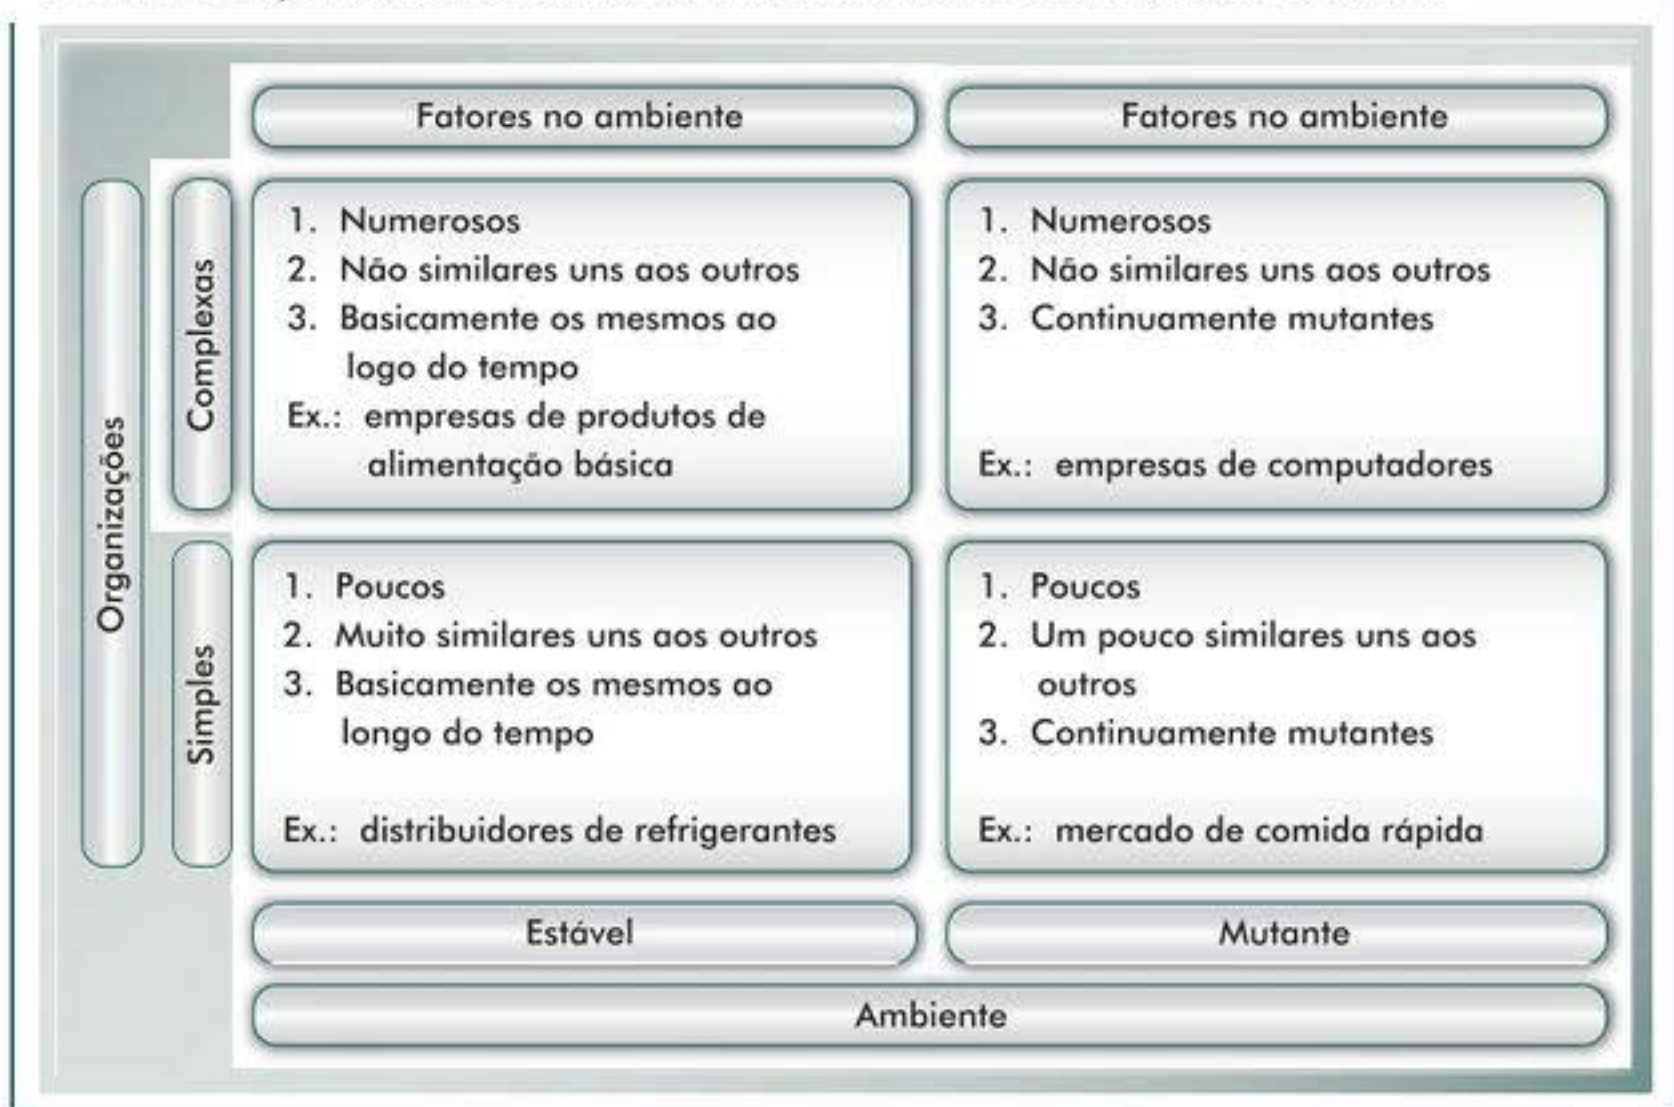 Fatores no ambiente
Fatores no ambiente
Organizações
Complexas
1. Numerosos
2. Não similares uns aos outros
3. Basicamente os mesmos ao
logo do tempo
Ex.: empresas de produtos de
alimentação básica
1. Numerosos
2. Não similares uns aos outros
3. Continuamente mutantes
Ex.: empresas de computadores
Simples
1. Poucos
2. Muito similares uns aos outros
3. Basicamente os mesmos ao
longo do tempo
Ex.: distribuidores de refrigerantes
1. Poucos
2. Um pouco similares uns aos
outros
3. Continuamente mutantes
Ex.: mercado de comida rápida
Estável
Mutante
Ambiente